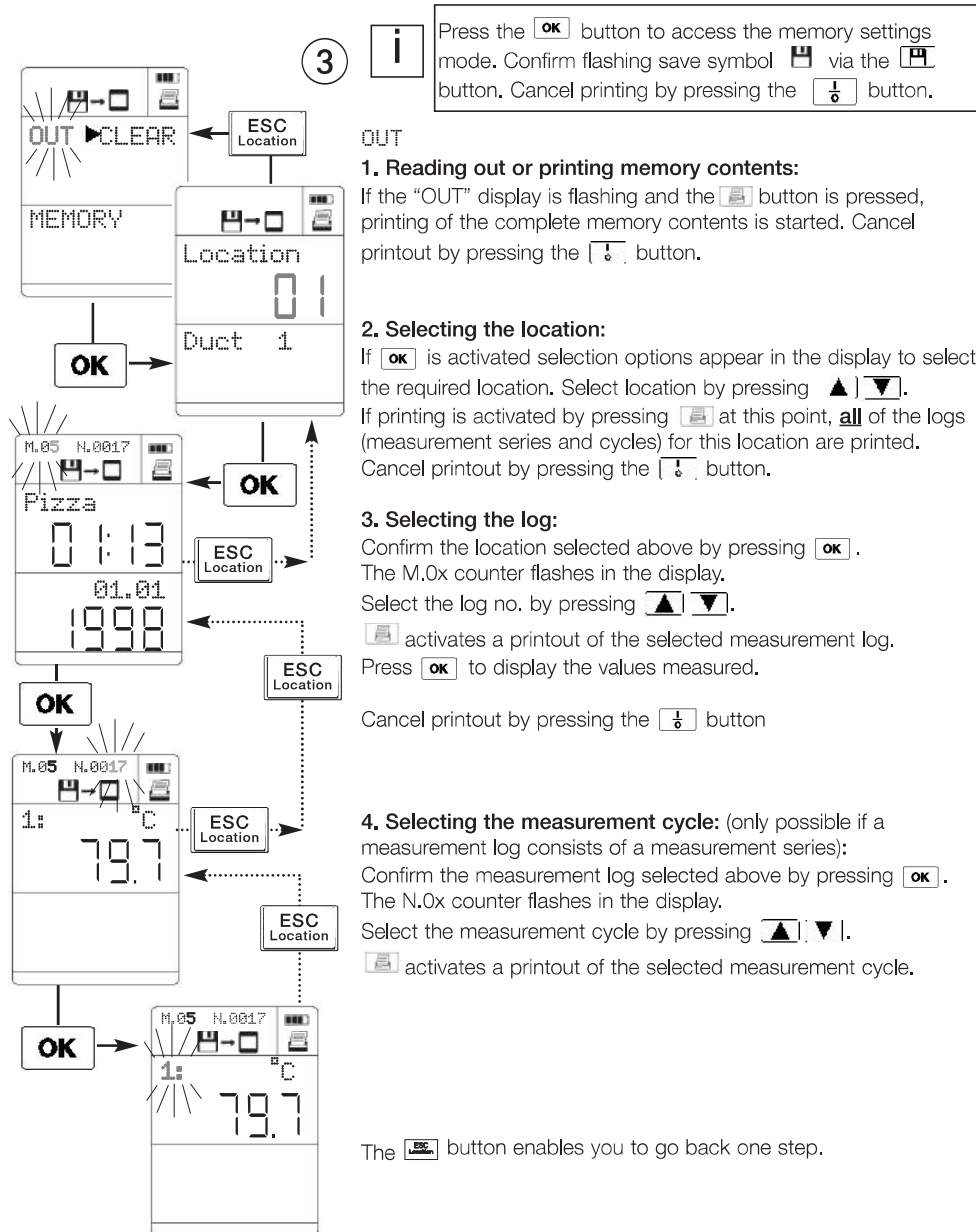 3
i
Press the OK button to access the memory settings
mode. Confirm flashing save symbol via the
button. Cancel printing by pressing the button.
OUT ▶CLEAR
MEMORY
ESC
Location
Location
01
Duct 1
OK
OK
M.05 N.0017
Pizza
01:13
01.01
1998
ESC
Location
ESC
Location
OK
M.05 N.0017
1: °C
79.7
ESC
Location
ESC
Location
OK
M.05 N.0017
1: °C
79.7
OUT
1. Reading out or printing memory contents:
If the “OUT” display is flashing and the button is pressed,
printing of the complete memory contents is started. Cancel
printout by pressing the button.
2. Selecting the location:
If OK is activated selection options appear in the display to select
the required location. Select location by pressing ▲ ▼.
If printing is activated by pressing at this point, all of the logs
(measurement series and cycles) for this location are printed.
Cancel printout by pressing the button.
3. Selecting the log:
Confirm the location selected above by pressing OK.
The M.0x counter flashes in the display.
Select the log no. by pressing ▲ ▼.
activates a printout of the selected measurement log.
Press OK to display the values measured.
Cancel printout by pressing the button
4. Selecting the measurement cycle: (only possible if a
measurement log consists of a measurement series):
Confirm the measurement log selected above by pressing OK.
The N.0x counter flashes in the display.
Select the measurement cycle by pressing ▲ ▼.
activates a printout of the selected measurement cycle.
The ESC Location button enables you to go back one step.